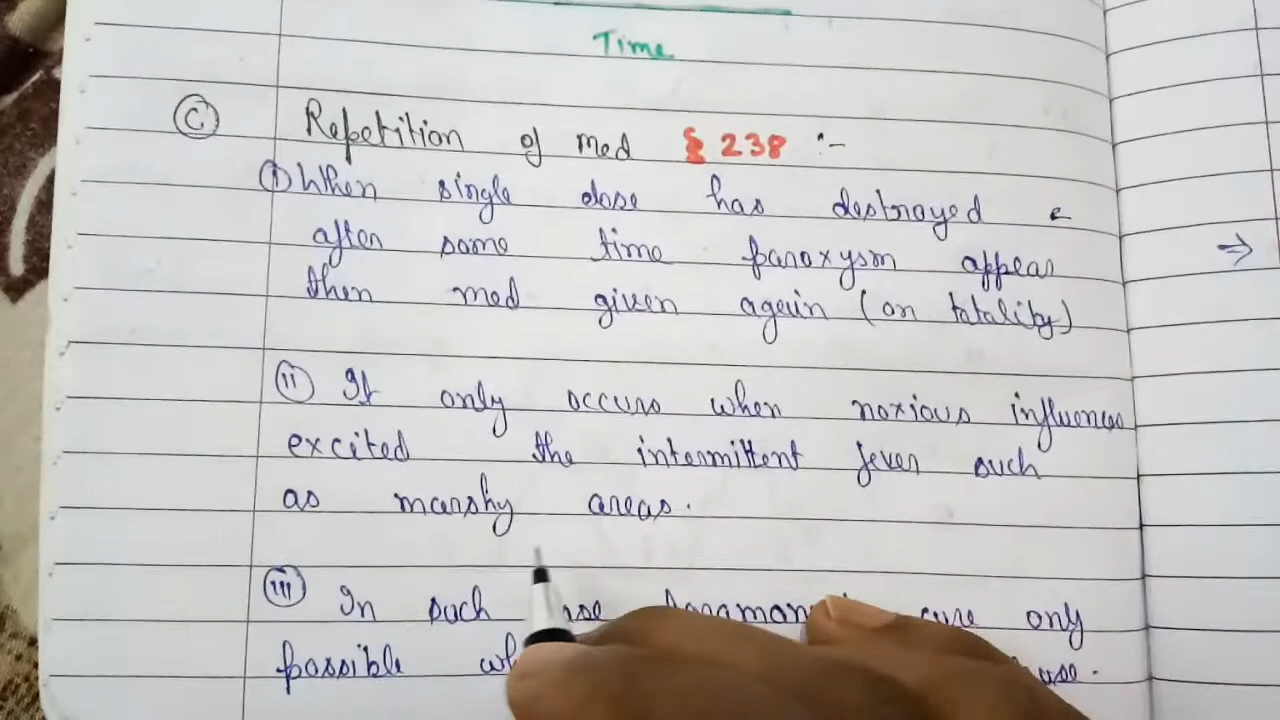 Time
C Repetition of med § 238 :-
i When single dose has destroyed &
after some time paroxysm appear
then med given again (on totality)
⇒
ii It only occurs when noxious influences
excited the intermittent fever such
as marshy areas.
iii In such cure only
possible